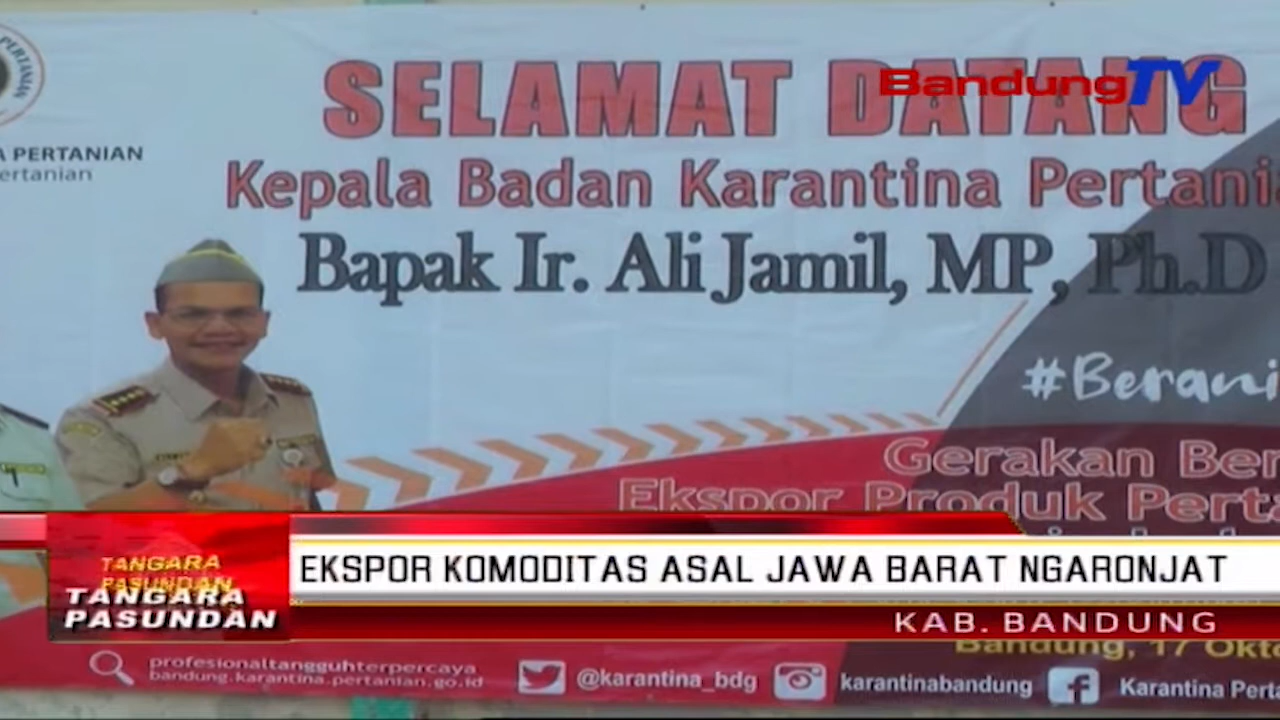 BandungTV
PERTANIAN
SELAMAT DATANG
A PERTANIAN
ertanian
Kepala Badan Karantina Pertani
Bapak Ir. Ali Jamil, MP, Ph.D
#Berani
Gerakan Ber
Ekspor Produk Perta
TANGARA
PASUNDAN
TANGARA
PASUNDAN
EKSPOR KOMODITAS ASAL JAWA BARAT NGARONJAT
KAB. BANDUNG
Bandung, 17 Okto
profesionaltangguhterpercaya
bandung.karantina.pertanian.go.id
@karantina_bdg
karantinabandung
Karantina Perta